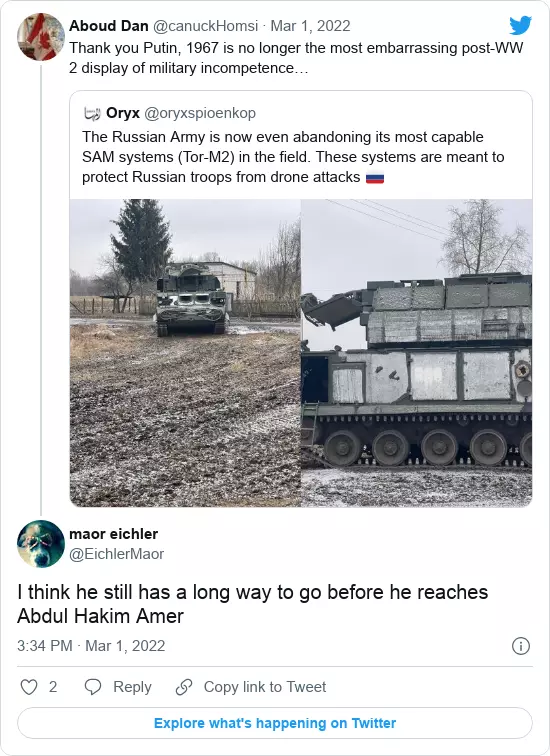 Aboud Dan @canuckHomsi · Mar 1, 2022
Thank you Putin, 1967 is no longer the most embarrassing post-WW
2 display of military incompetence…
Oryx @oryxspioenkop
The Russian Army is now even abandoning its most capable
SAM systems (Tor-M2) in the field. These systems are meant to
protect Russian troops from drone attacks 🇷🇺
maor eichler
@EichlerMaor
I think he still has a long way to go before he reaches
Abdul Hakim Amer
3:34 PM · Mar 1, 2022
2 Reply Copy link to Tweet
Explore what's happening on Twitter